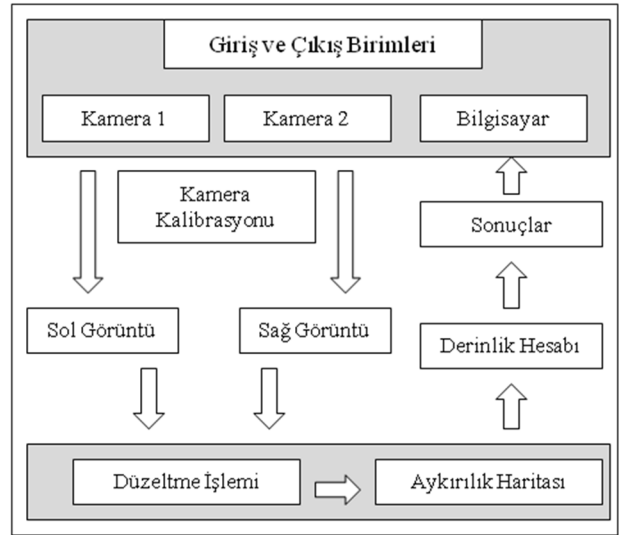 Giriş ve Çıkış Birimleri
Kamera 1
Kamera 2
Bilgisayar
Kamera
Kalibrasyonu
Sonuçlar
Sol Görüntü
Sağ Görüntü
Derinlik Hesabı
Düzeltme İşlemi
Aykırılık Haritası